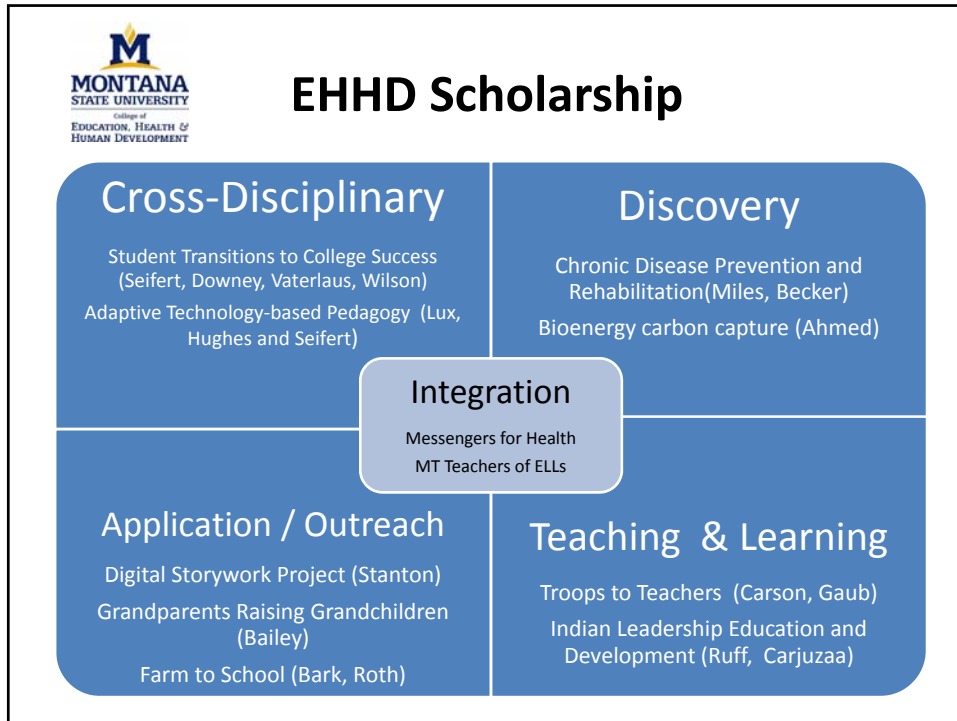 M
MONTANA
STATE UNIVERSITY
College of
EDUCATION, HEALTH &
HUMAN DEVELOPMENT
EHHD Scholarship
Cross-Disciplinary
Student Transitions to College Success
(Seifert, Downey, Vaterlaus, Wilson)
Adaptive Technology-based Pedagogy (Lux,
Hughes and Seifert)
Discovery
Chronic Disease Prevention and
Rehabilitation(Miles, Becker)
Bioenergy carbon capture (Ahmed)
Integration
Messengers for Health
MT Teachers of ELLs
Application / Outreach
Digital Storywork Project (Stanton)
Grandparents Raising Grandchildren
(Bailey)
Farm to School (Bark, Roth)
Teaching & Learning
Troops to Teachers (Carson, Gaub)
Indian Leadership Education and
Development (Ruff, Carjuzaa)